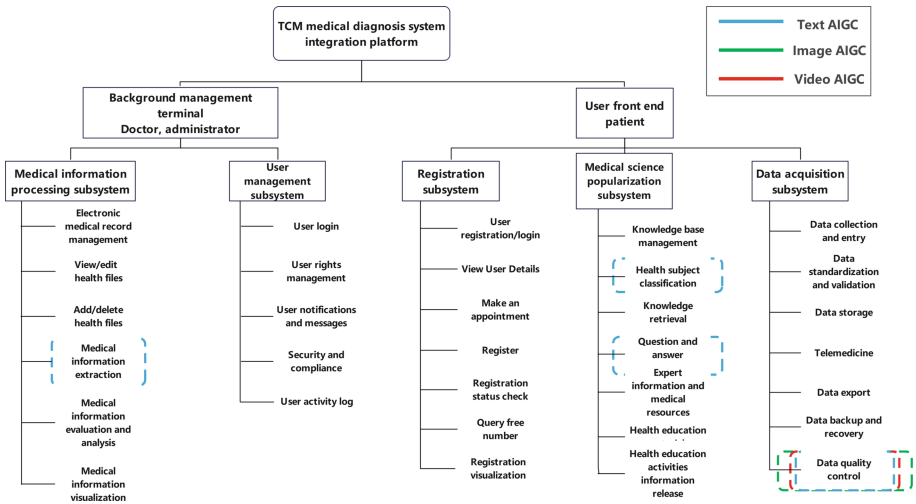 TCM medical diagnosis system
integration platform
Text AIGC
Image AIGC
Video AIGC
Background management
terminal
Doctor, administrator
User front end
patient
Medical information
processing subsystem
User
management
subsystem
Registration
subsystem
Medical science
popularization
subsystem
Data acquisition
subsystem
Electronic
medical record
management
View/edit
health files
Add/delete
health files
Medical
information
extraction
Medical
information
evaluation and
analysis
Medical
information
visualization
User login
User rights
management
User notifications
and messages
Security and
compliance
User activity log
User
registration/login
View User Details
Make an
appointment
Register
Registration
status check
Query free
number
Registration
visualization
Knowledge base
management
Health subject
classification
Knowledge
retrieval
Question and
answer
Expert
information and
medical
resources
Health education
Health education
activities
information
release
Data collection
and entry
Data
standardization
and validation
Data storage
Telemedicine
Data export
Data backup and
recovery
Data quality
control